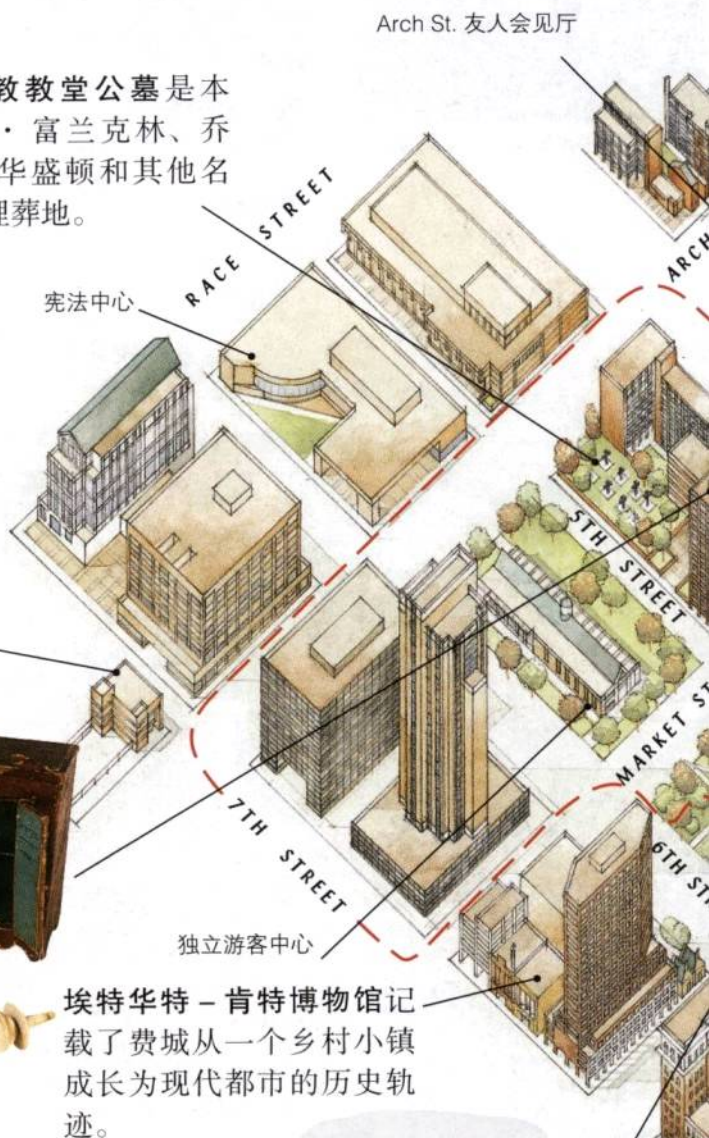 Arch St. 友人会见厅
教教堂公墓是本
· 富兰克林、乔
华盛顿和其他名
葬地。
RACE STREET
ARCH
宪法中心
5TH STREET
MARKET ST
7TH STREET
6TH ST
独立游客中心
埃特华特－肯特博物馆记
载了费城从一个乡村小镇
成长为现代都市的历史轨
迹。